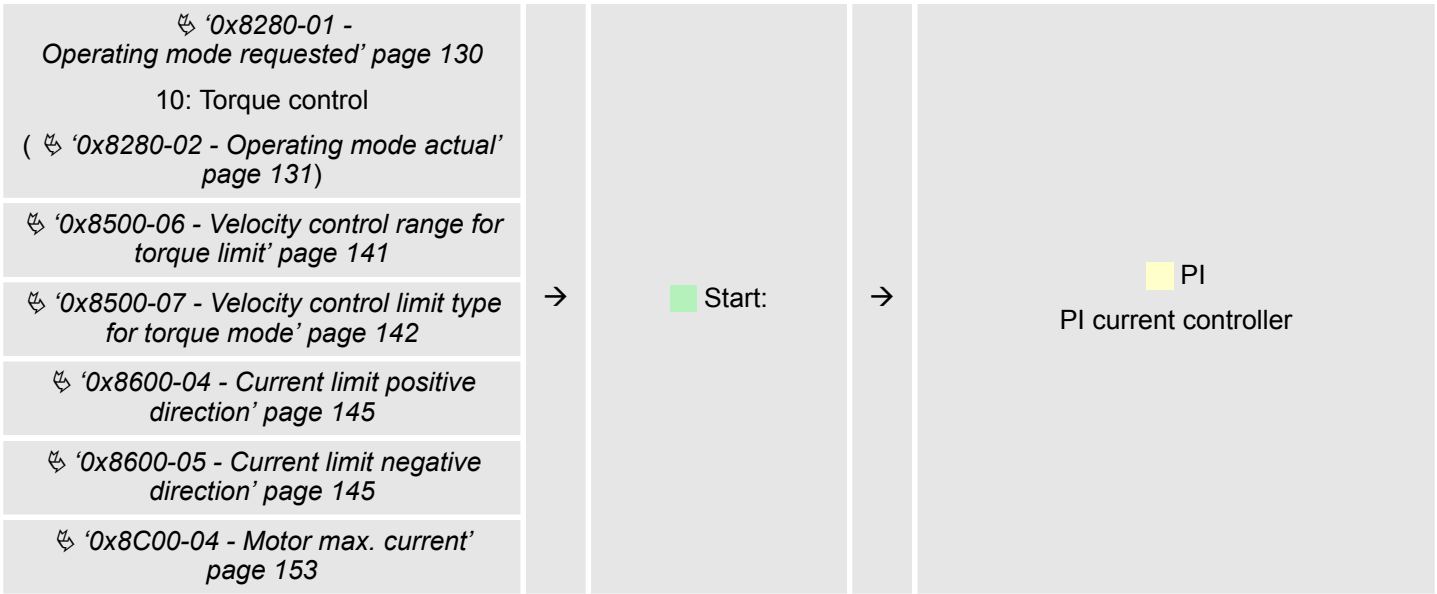 ↳ ‘0x8280-01 -
Operating mode requested’ page 130
10: Torque control
( ↳ ‘0x8280-02 - Operating mode actual’
page 131)
↳ ‘0x8500-06 - Velocity control range for
torque limit’ page 141
↳ ‘0x8500-07 - Velocity control limit type
for torque mode’ page 142
↳ ‘0x8600-04 - Current limit positive
direction’ page 145
↳ ‘0x8600-05 - Current limit negative
direction’ page 145
↳ ‘0x8C00-04 - Motor max. current’
page 153
→
Start:
→
PI
PI current controller